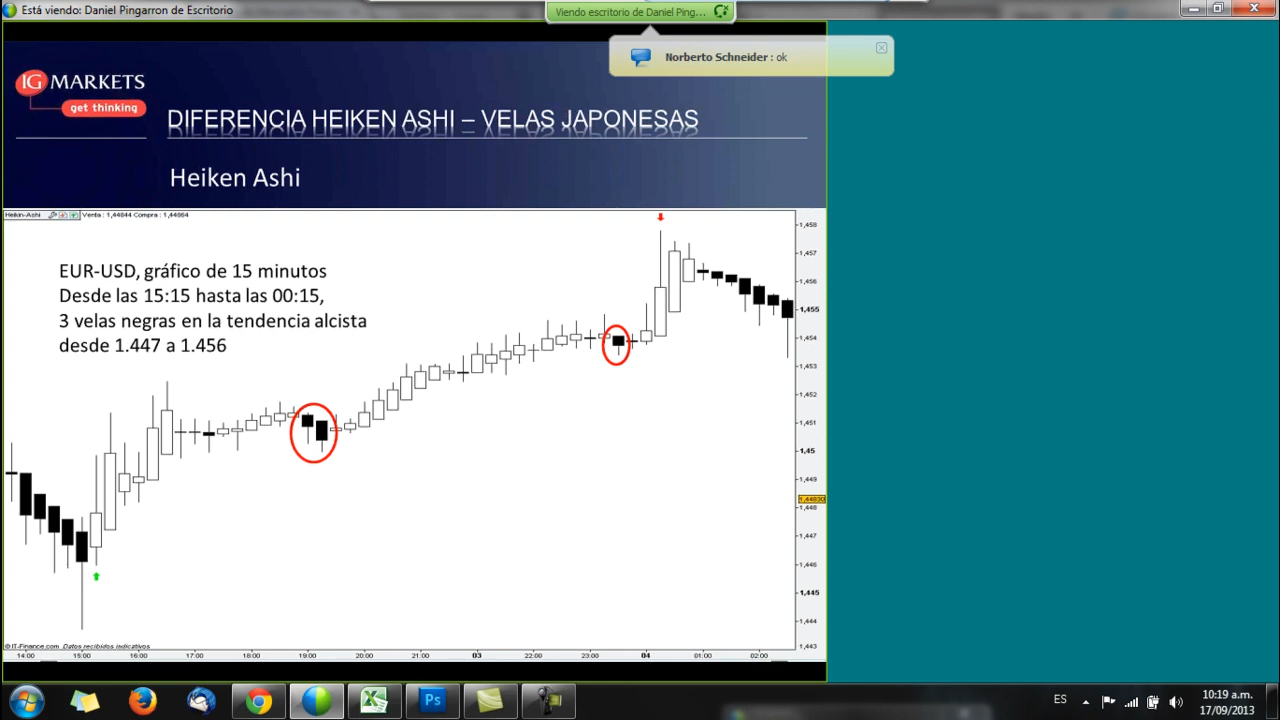 Está viendo: Daniel Pingarron de Escritorio
Viendo escritorio de Daniel Ping...
Norberto Schneider : ok
IG MARKETS
get thinking
DIFERENCIA HEIKEN ASHI – VELAS JAPONESAS
Heiken Ashi
Heikin-Ashi Venta : 1,44844 Compra : 1,44864
EUR-USD, gráfico de 15 minutos
Desde las 15:15 hasta las 00:15,
3 velas negras en la tendencia alcista
desde 1.447 a 1.456
1,458
1,457
1,456
1,455
1,454
1,453
1,452
1,451
1,45
1,449
1,44830
1,448
1,447
1,446
1,445
1,444
1,443
© IT-Finance.com Datos recibidos indicativos
14:00 15:00 16:00 17:00 18:00 19:00 20:00 21:00 03 22:00 23:00 04 01:00 02:00
Ps
ES
10:19 a.m.
17/09/2013